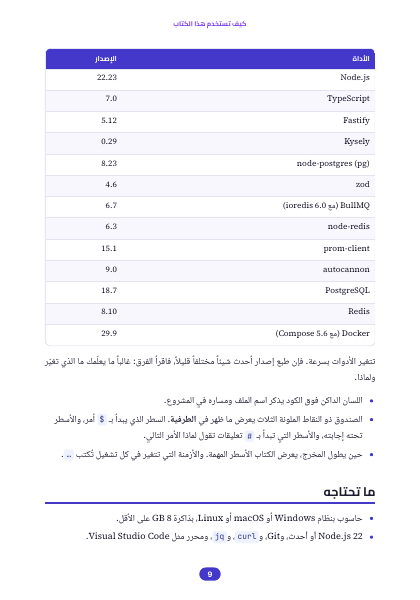 كيف تستخدم هذا الكتاب
الأداة الإصدار
Node.js 22.23
TypeScript 7.0
Fastify 5.12
Kysely 0.29
node-postgres (pg) 8.23
zod 4.6
BullMQ (مع ioredis 6.0) 6.7
node-redis 6.3
prom-client 15.1
autocannon 9.0
PostgreSQL 18.7
Redis 8.10
Docker (مع Compose 5.6) 29.9
تتغير الأدوات بسرعة. فإن طبع إصدار أحدث شيئاً مختلفاً قليلاً، فاقرأ الفرق: غالباً ما يعلّمك ما الذي تغيّر
ولماذا.
• اللسان الداكن فوق الكود يذكر اسم الملف ومساره في المشروع.
• الصندوق ذو النقاط الملونة الثلاث يعرض ما ظهر في الطرفية. السطر الذي يبدأ بـ $ أمر، والأسطر
تحته إجابته، والأسطر التي تبدأ بـ # تعليقات تقول لماذا الأمر التالي.
• حين يطول المخرج، يعرض الكتاب الأسطر المهمة. والأزمنة التي تتغير في كل تشغيل تُكتب … .
ما تحتاجه
• حاسوب بنظام Windows أو macOS أو Linux، بذاكرة 8 GB على الأقل.
• Node.js 22 أو أحدث، وGit، و curl، و jq، ومحرر مثل Visual Studio Code.
9